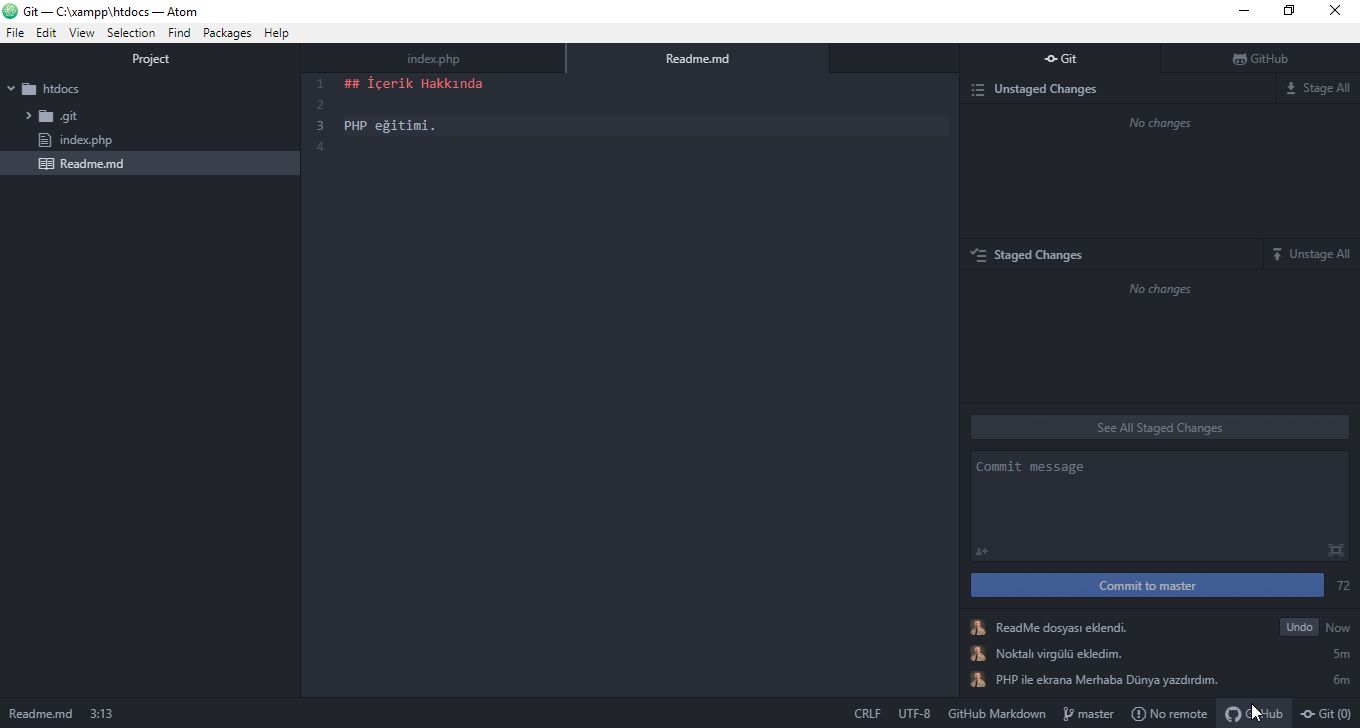 Git — C:\xampp\htdocs — Atom
File Edit View Selection Find Packages Help
Project
index.php
Readme.md
Git
GitHub
htdocs
.git
index.php
Readme.md
1 ## İçerik Hakkında
2
3 PHP eğitimi.
4
Unstaged Changes
Stage All
No changes
Staged Changes
Unstage All
No changes
See All Staged Changes
Commit message
Commit to master 72
ReadMe dosyası eklendi. Undo Now
Noktalı virgülü ekledim. 5m
PHP ile ekrana Merhaba Dünya yazdırdım. 6m
Readme.md 3:13 CRLF UTF-8 GitHub Markdown master No remote GitHub Git (0)